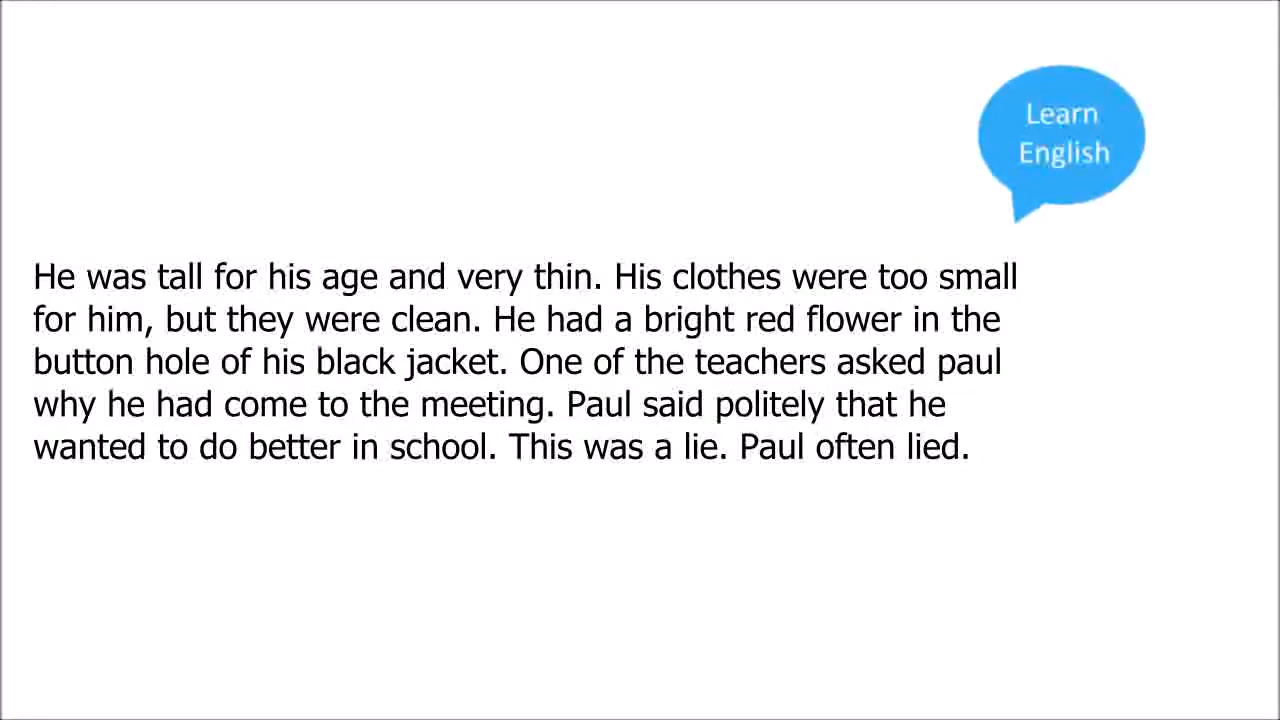 Learn
English
He was tall for his age and very thin. His clothes were too small
for him, but they were clean. He had a bright red flower in the
button hole of his black jacket. One of the teachers asked paul
why he had come to the meeting. Paul said politely that he
wanted to do better in school. This was a lie. Paul often lied.